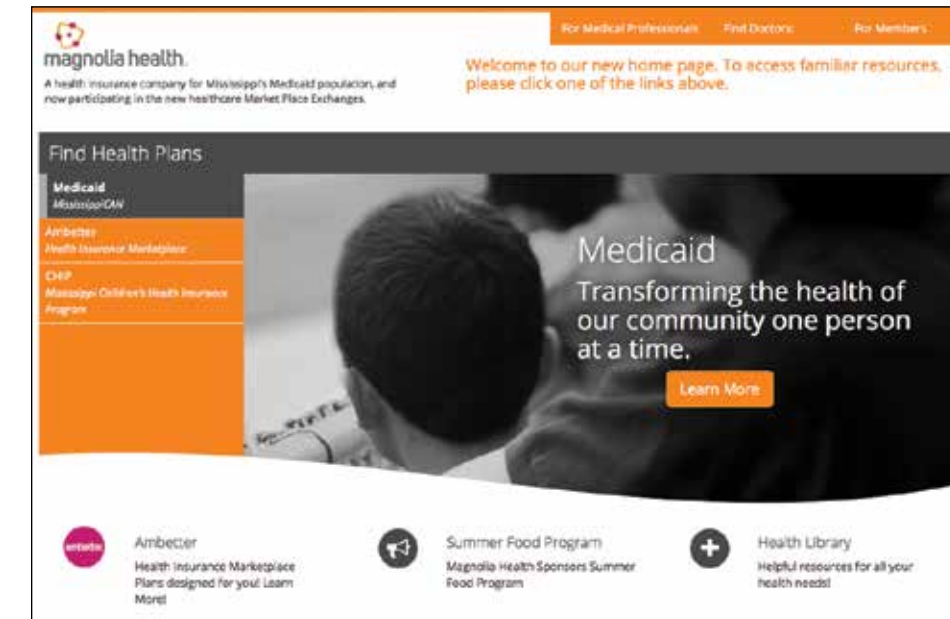 For Medical Professionals Find Doctors For Members
magnolia health.
A health insurance company for Mississippi's Medicaid population, and
now participating in the new healthcare Market Place Exchanges.
Welcome to our new home page. To access familiar resources,
please click one of the links above.
Find Health Plans
Medicaid
MississippiCAN
Ambetter
Health Insurance Marketplace
CHIP
Mississippi Children's Health Insurance
Program
Medicaid
Transforming the health of
our community one person
at a time.
Learn More
ambetter
Ambetter
Health Insurance Marketplace
Plans designed for you! Learn
More!
Summer Food Program
Magnolia Health Sponsors Summer
Food Program
Health Library
Helpful resources for all your
health needs!